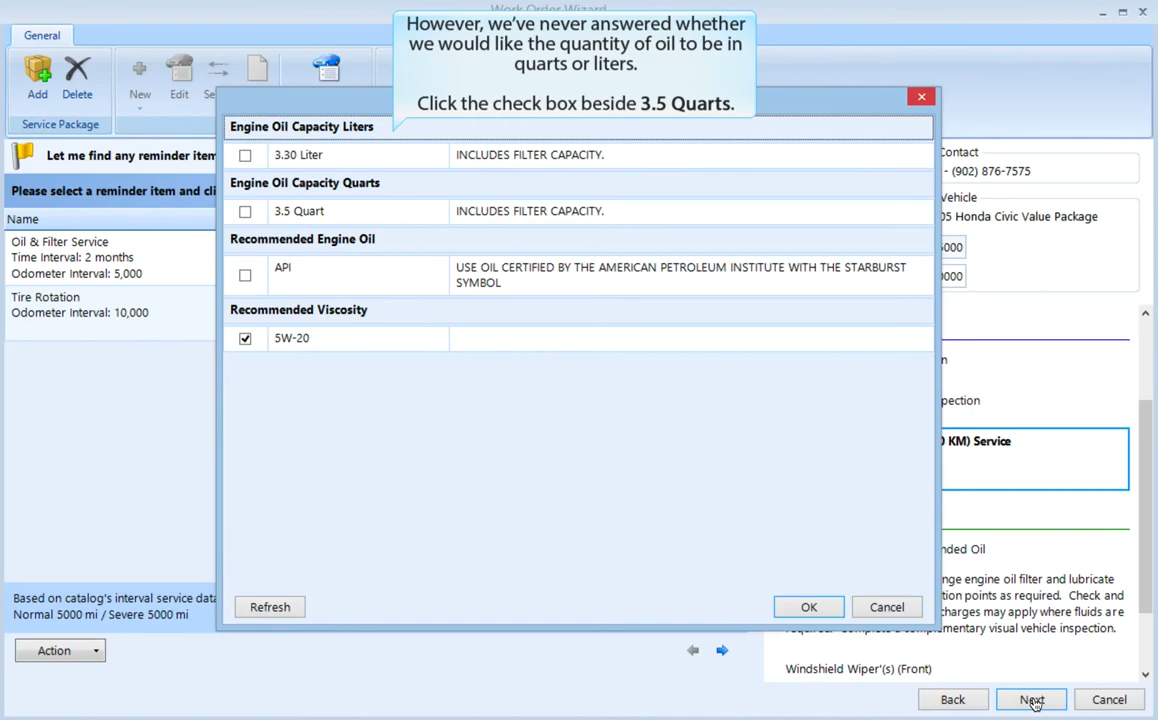 Work Order Wizard
General
However, we've never answered whether
we would like the quantity of oil to be in
quarts or liters.
Click the check box beside 3.5 Quarts.
Add
Delete
New
Edit
Service Package
Let me find any reminder item
Please select a reminder item and cli
Name
Oil & Filter Service
Time Interval: 2 months
Odometer Interval: 5,000
Tire Rotation
Odometer Interval: 10,000
Based on catalog's interval service data
Normal 5000 mi / Severe 5000 mi
Action
Engine Oil Capacity Liters
3.30 Liter INCLUDES FILTER CAPACITY.
Engine Oil Capacity Quarts
3.5 Quart INCLUDES FILTER CAPACITY.
Recommended Engine Oil
API USE OIL CERTIFIED BY THE AMERICAN PETROLEUM INSTITUTE WITH THE STARBURST
SYMBOL
Recommended Viscosity
5W-20
Refresh
OK
Cancel
Contact
- (902) 876-7575
Vehicle
05 Honda Civic Value Package
5000
0000
n
pection
0 KM) Service
nded Oil
nge engine oil filter and lubricate
tion points as required. Check and
charges may apply where fluids are
required. Complete a complementary visual vehicle inspection.
Windshield Wiper'(s) (Front)
Back
Next
Cancel